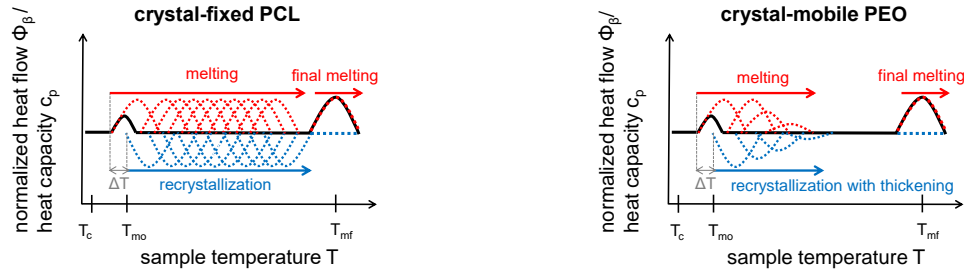 crystal-fixed PCL
normalized heat flow Φβ/
heat capacity cp
melting
final melting
ΔT
recrystallization
Tc
Tmo
Tmf
sample temperature T
crystal-mobile PEO
normalized heat flow Φβ/
heat capacity cp
melting
final melting
ΔT
recrystallization with thickening
Tc
Tmo
Tmf
sample temperature T